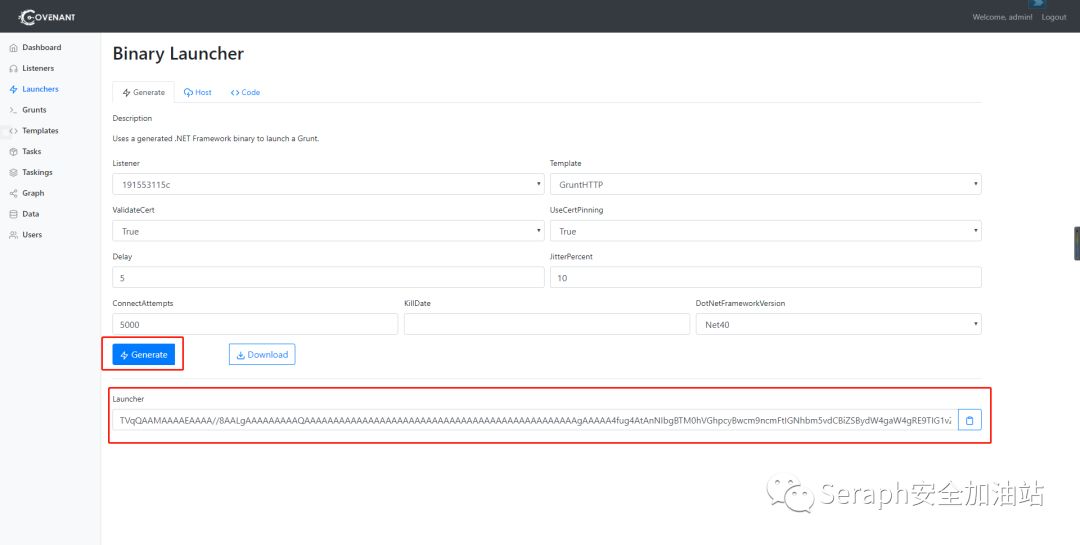 COVENANT
Welcome, admin! Logout
Dashboard
Listeners
Launchers
Grunts
Templates
Tasks
Taskings
Graph
Data
Users
Binary Launcher
Generate Host Code
Description
Uses a generated .NET Framework binary to launch a Grunt.
Listener Template
191553115c GruntHTTP
ValidateCert UseCertPinning
True True
Delay JitterPercent
5 10
ConnectAttempts KillDate DotNetFrameworkVersion
5000 Net40
Generate Download
Launcher
Seraph安全加油站